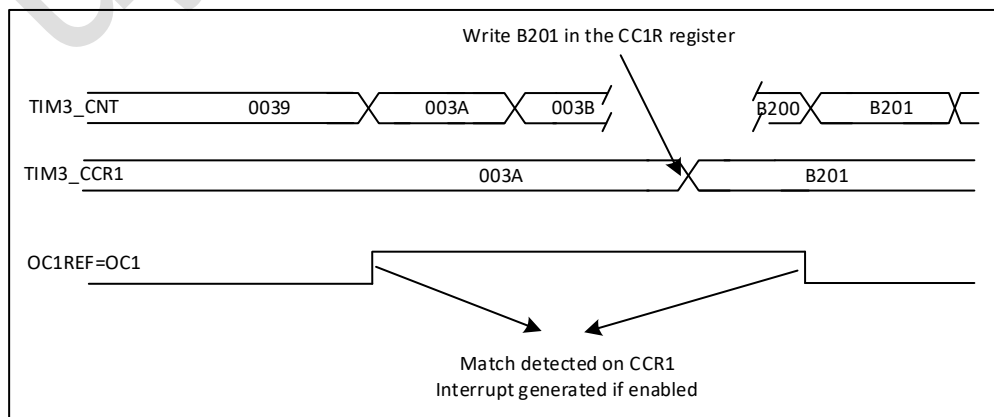 Write B201 in the CC1R register
TIM3_CNT 0039 003A 003B B200 B201
TIM3_CCR1 003A B201
OC1REF=OC1
Match detected on CCR1
Interrupt generated if enabled